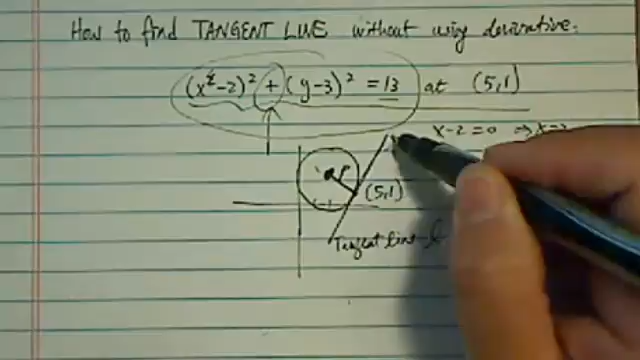 How to find TANGENT LINE without using derivative.
(x-2)² + (y-3)² = 13 at (5,1)
x-2=0 ⇒ x=2
(5,1)
Tangent line